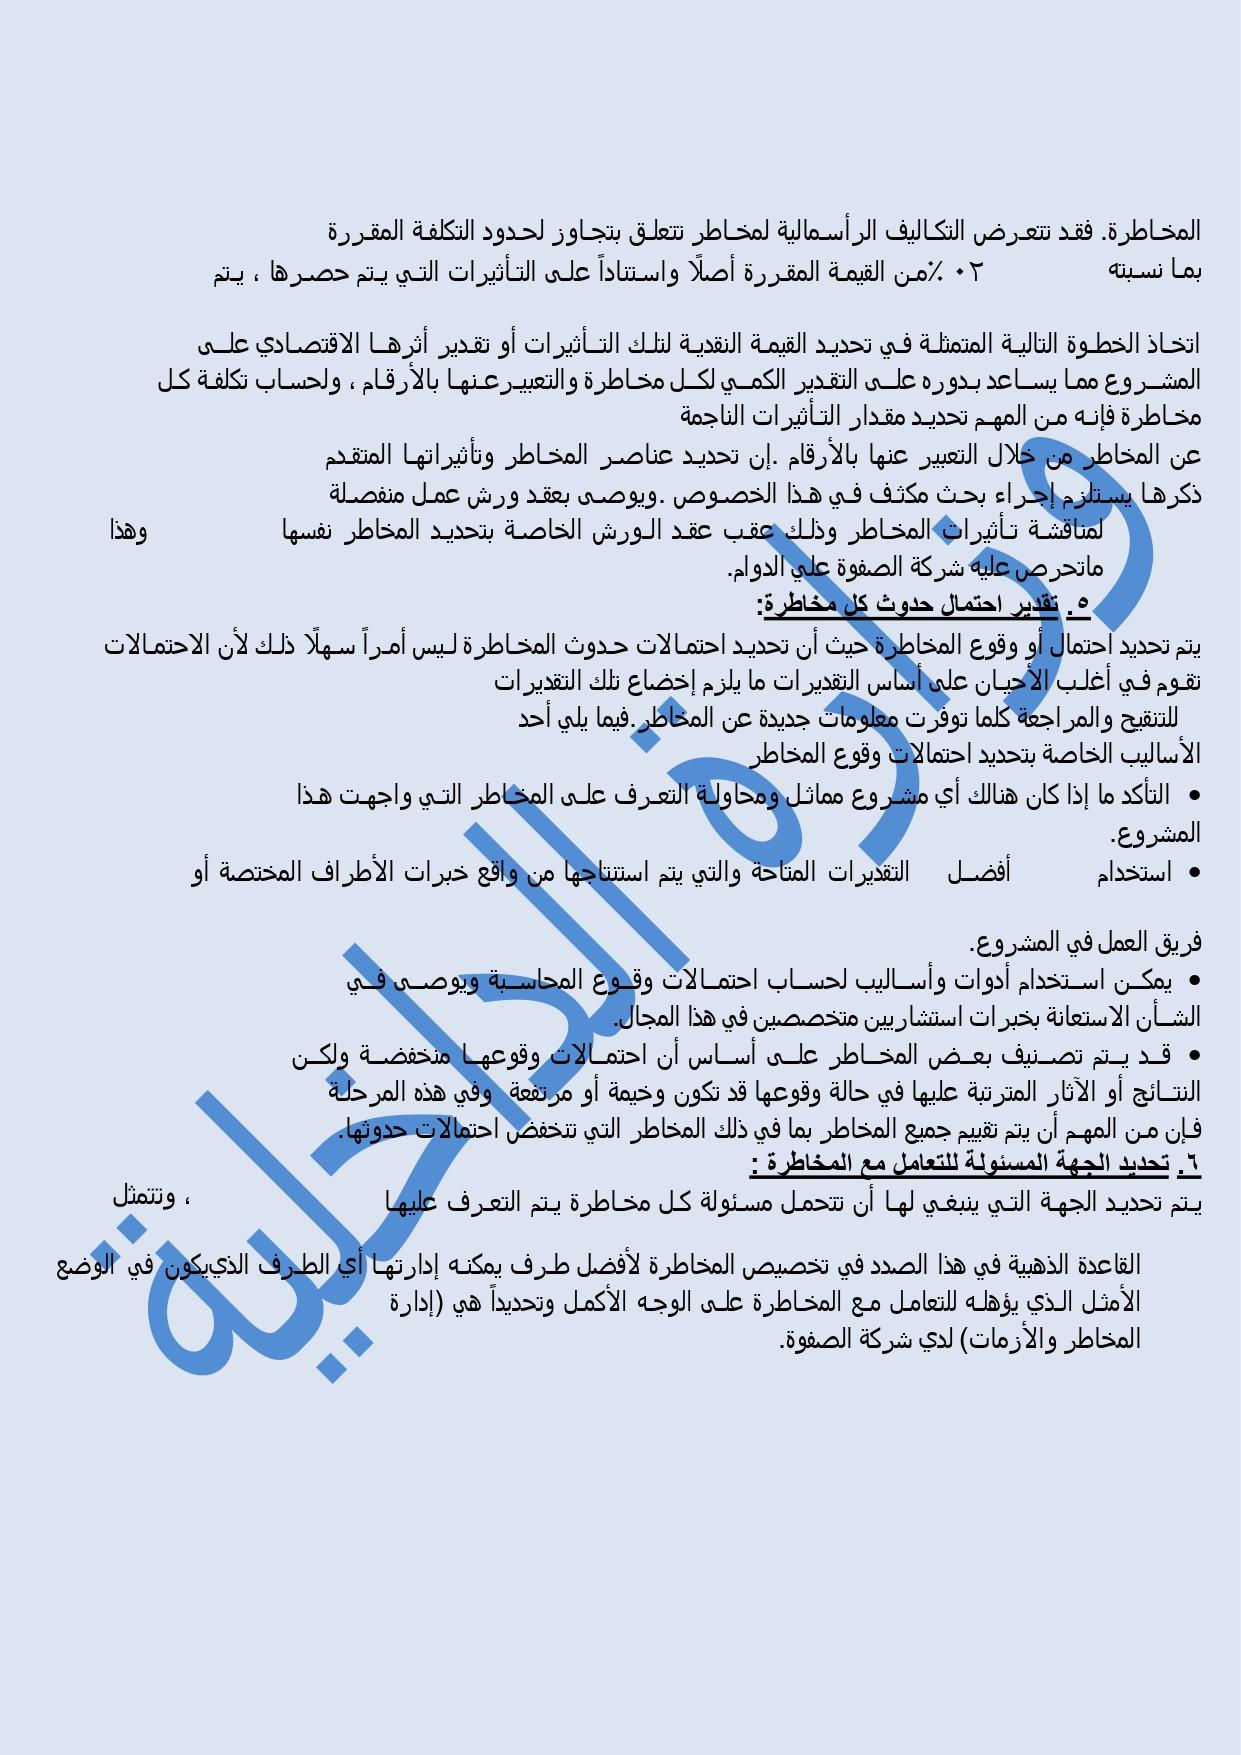 المخاطرة. فقد تتعرض التكاليف الرأسمالية لمخاطر تتعلق بتجاوز لحدود التكلفة المقررة
بما نسبته ٠٢ ٪من القيمة المقررة أصلًا واستناداً على التأثيرات التي يتم حصرها ، يتم
اتخاذ الخطوة التالية المتمثلة في تحديد القيمة النقدية لتلك التأثيرات أو تقدير أثرها الاقتصادي على
المشروع مما يساعد بدوره على التقدير الكمي لكل مخاطرة والتعبيرعنها بالأرقام ، ولحساب تكلفة كل
مخاطرة فإنه من المهم تحديد مقدار التأثيرات الناجمة
عن المخاطر من خلال التعبير عنها بالأرقام .إن تحديد عناصر المخاطر وتأثيراتها المتقدم
ذكرها يستلزم إجراء بحث مكثف في هذا الخصوص .ويوصى بعقد ورش عمل منفصلة
لمناقشة تأثيرات المخاطر وذلك عقب عقد الورش الخاصة بتحديد المخاطر نفسها وهذا
ماتحرص عليه شركة الصفوة علي الدوام.
٥. تقدير احتمال حدوث كل مخاطرة:
يتم تحديد احتمال أو وقوع المخاطرة حيث أن تحديد احتمالات حدوث المخاطرة ليس أمراً سهلًا ذلك لأن الاحتمالات
تقوم في أغلب الأحيان على أساس التقديرات ما يلزم إخضاع تلك التقديرات
للتنقيح والمراجعة كلما توفرت معلومات جديدة عن المخاطر.فيما يلي أحد
الأساليب الخاصة بتحديد احتمالات وقوع المخاطر
• التأكد ما إذا كان هنالك أي مشروع مماثل ومحاولة التعرف على المخاطر التي واجهت هذا
المشروع.
• استخدام أفضل التقديرات المتاحة والتي يتم استنتاجها من واقع خبرات الأطراف المختصة أو
فريق العمل في المشروع.
• يمكن استخدام أدوات وأساليب لحساب احتمالات وقوع المحاسبة ويوصى في
الشأن الاستعانة بخبرات استشاريين متخصصين في هذا المجال.
• قد يتم تصنيف بعض المخاطر على أساس أن احتمالات وقوعها منخفضة ولكن
النتائج أو الآثار المترتبة عليها في حالة وقوعها قد تكون وخيمة أو مرتفعة وفي هذه المرحلة
فإن من المهم أن يتم تقييم جميع المخاطر بما في ذلك المخاطر التي تنخفض احتمالات حدوثها.
٦. تحديد الجهة المسئولة للتعامل مع المخاطرة :
يتم تحديد الجهة التي ينبغي لها أن تتحمل مسئولة كل مخاطرة يتم التعرف عليها ، وتتمثل
القاعدة الذهبية في هذا الصدد في تخصيص المخاطرة لأفضل طرف يمكنه إدارتها أي الطرف الذييكون في الوضع
الأمثل الذي يؤهله للتعامل مع المخاطرة على الوجه الأكمل وتحديداً هي (إدارة
المخاطر والأزمات) لدي شركة الصفوة.
وزارة الداخلية